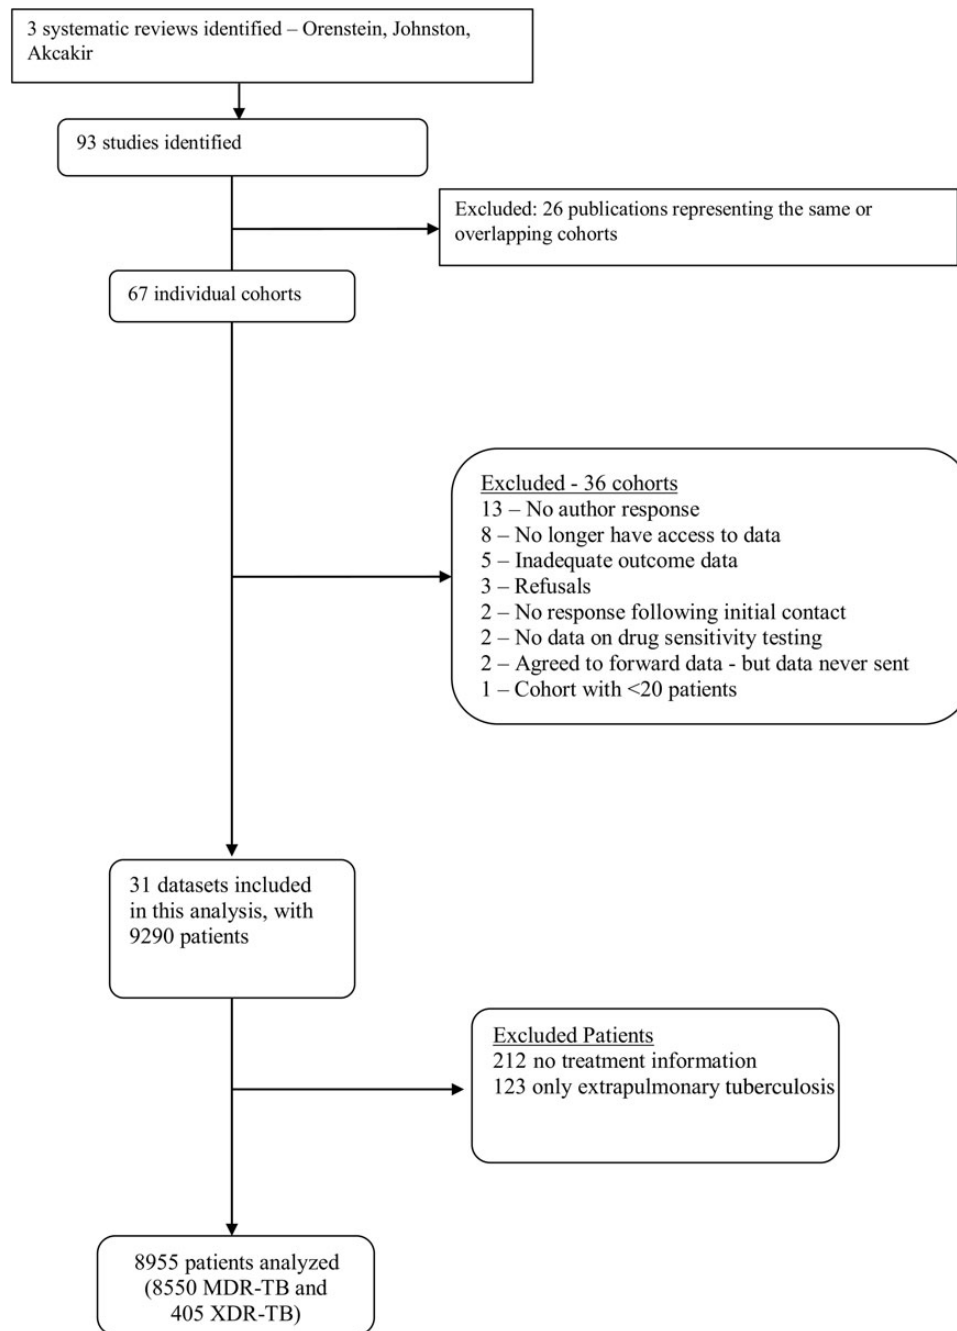 3 systematic reviews identified – Orenstein, Johnston,
Akcakir
93 studies identified
Excluded: 26 publications representing the same or
overlapping cohorts
67 individual cohorts
Excluded - 36 cohorts
13 – No author response
8 – No longer have access to data
5 – Inadequate outcome data
3 – Refusals
2 – No response following initial contact
2 – No data on drug sensitivity testing
2 – Agreed to forward data - but data never sent
1 – Cohort with <20 patients
31 datasets included
in this analysis, with
9290 patients
Excluded Patients
212 no treatment information
123 only extrapulmonary tuberculosis
8955 patients analyzed
(8550 MDR-TB and
405 XDR-TB)